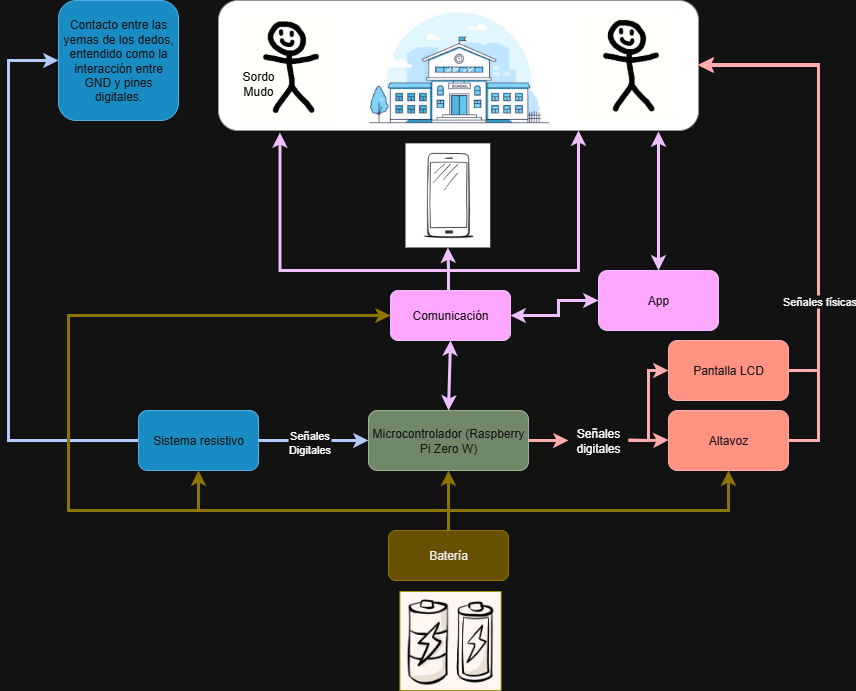 Contacto entre las
yemas de los dedos,
entendido como la
interacción entre
GND y pines
digitales.
Sordo
Mudo
SCHOOL
Comunicación
App
Señales físicas
Pantalla LCD
Sistema resistivo
Señales
Digitales
Microcontrolador (Raspberry
Pi Zero W)
Señales
digitales
Altavoz
Batería